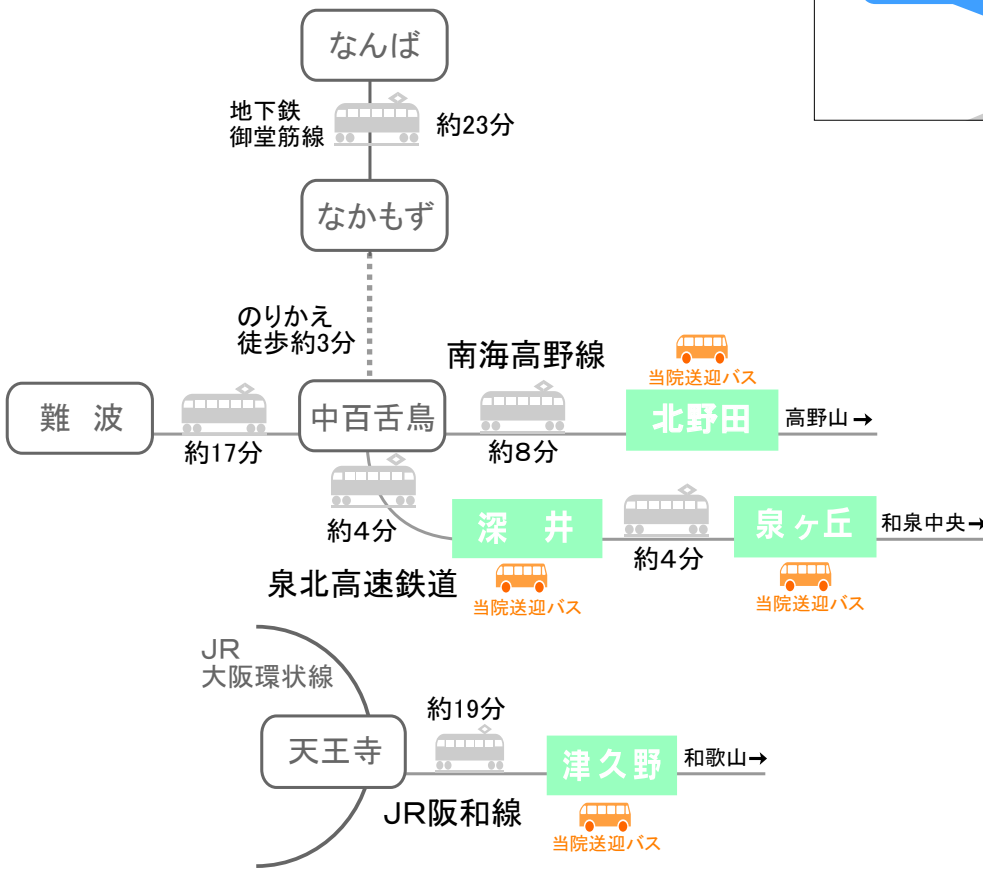 なんば
地下鉄
御堂筋線
約23分
なかもず
のりかえ
徒歩約3分
南海高野線
当院送迎バス
難 波
中百舌鳥
北野田
高野山→
約17分
約8分
約4分
深 井
泉ヶ丘
和泉中央→
約4分
泉北高速鉄道
当院送迎バス
当院送迎バス
JR
大阪環状線
約19分
天王寺
津久野
和歌山→
JR阪和線
当院送迎バス